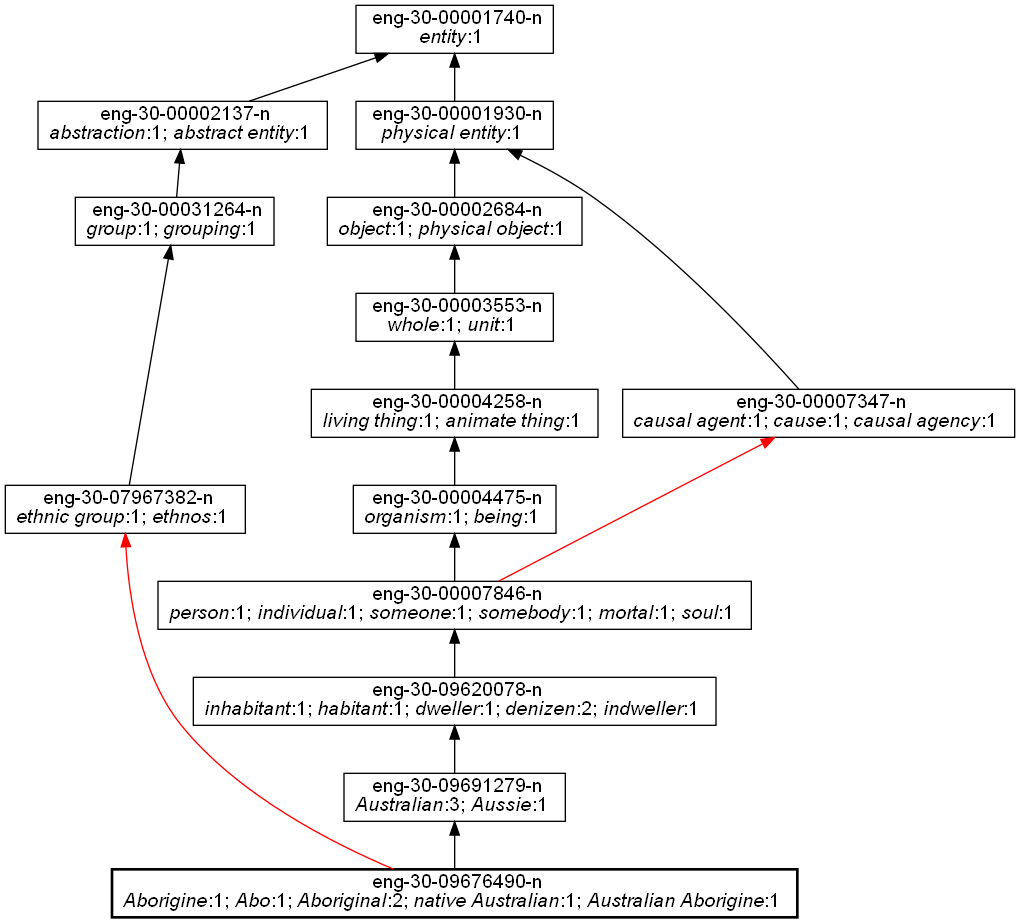 eng-30-00001740-n
entity:1
eng-30-00002137-n
abstraction:1; abstract entity:1
eng-30-00001930-n
physical entity:1
eng-30-00031264-n
group:1; grouping:1
eng-30-00002684-n
object:1; physical object:1
eng-30-00003553-n
whole:1; unit:1
eng-30-00004258-n
living thing:1; animate thing:1
eng-30-00007347-n
causal agent:1; cause:1; causal agency:1
eng-30-07967382-n
ethnic group:1; ethnos:1
eng-30-00004475-n
organism:1; being:1
eng-30-00007846-n
person:1; individual:1; someone:1; somebody:1; mortal:1; soul:1
eng-30-09620078-n
inhabitant:1; habitant:1; dweller:1; denizen:2; indweller:1
eng-30-09691279-n
Australian:3; Aussie:1
eng-30-09676490-n
Aborigine:1; Abo:1; Aboriginal:2; native Australian:1; Australian Aborigine:1